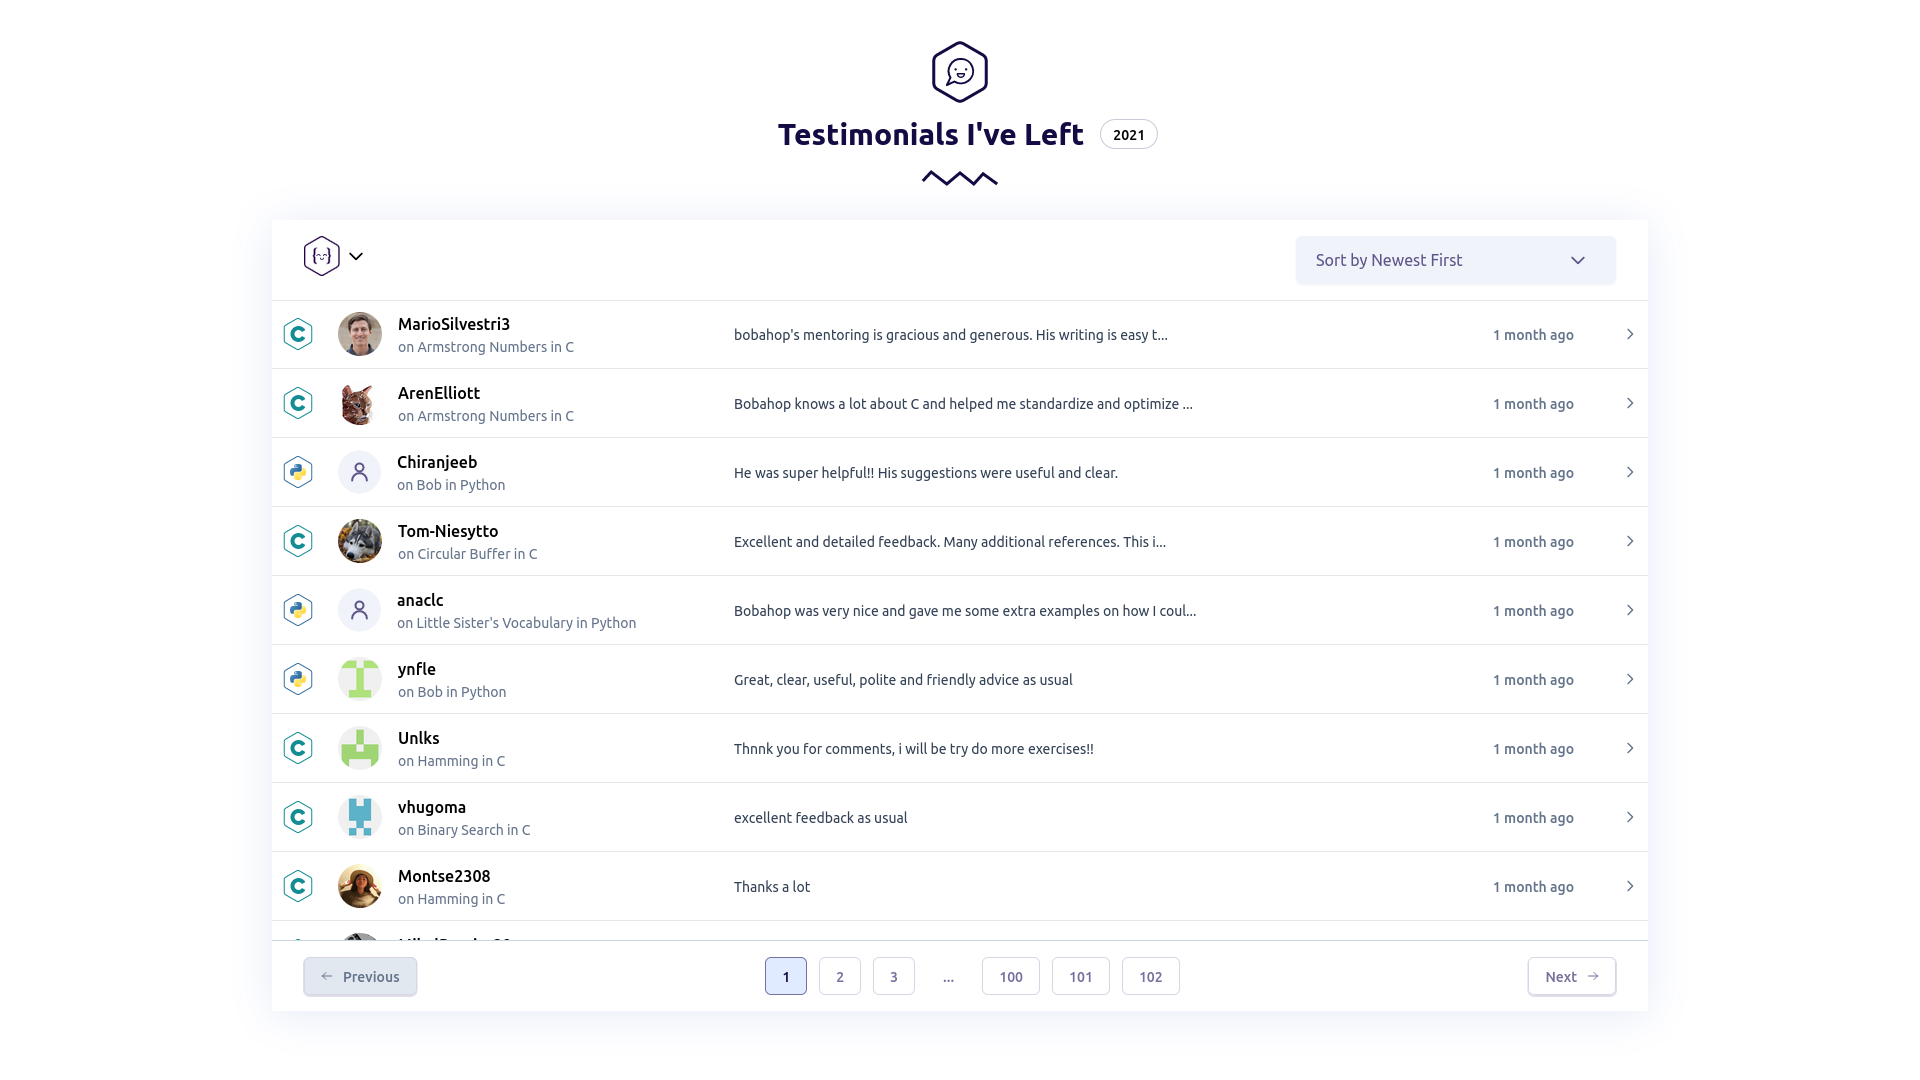 Testimonials I've Left 2021
Sort by Newest First
MarioSilvestri3
on Armstrong Numbers in C
bobahop's mentoring is gracious and generous. His writing is easy t...
1 month ago
ArenElliott
on Armstrong Numbers in C
Bobahop knows a lot about C and helped me standardize and optimize ...
1 month ago
Chiranjeeb
on Bob in Python
He was super helpful!! His suggestions were useful and clear.
1 month ago
Tom-Niesytto
on Circular Buffer in C
Excellent and detailed feedback. Many additional references. This i...
1 month ago
anaclc
on Little Sister's Vocabulary in Python
Bobahop was very nice and gave me some extra examples on how I coul...
1 month ago
ynfle
on Bob in Python
Great, clear, useful, polite and friendly advice as usual
1 month ago
Unlks
on Hamming in C
Thnnk you for comments, i will be try do more exercises!!
1 month ago
vhugoma
on Binary Search in C
excellent feedback as usual
1 month ago
Montse2308
on Hamming in C
Thanks a lot
1 month ago
← Previous
1 2 3 ... 100 101 102
Next →